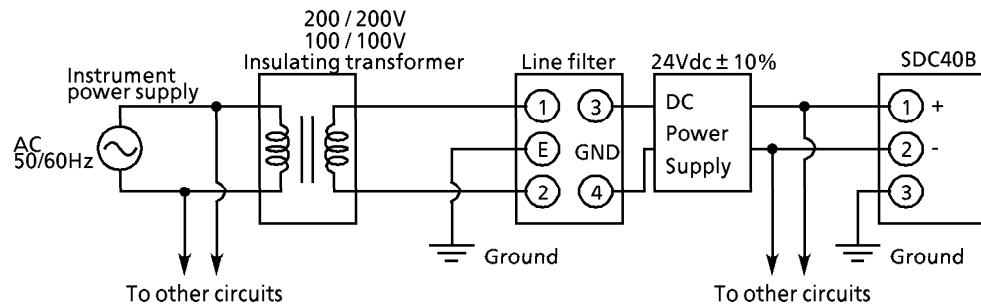 200 / 200V
100 / 100V
Insulating transformer
Line filter
24Vdc ± 10%
SDC40B
Instrument
power supply
AC
50/60Hz
1
3
E
GND
2
4
DC
Power
Supply
1 +
2 -
3
Ground
Ground
To other circuits
To other circuits